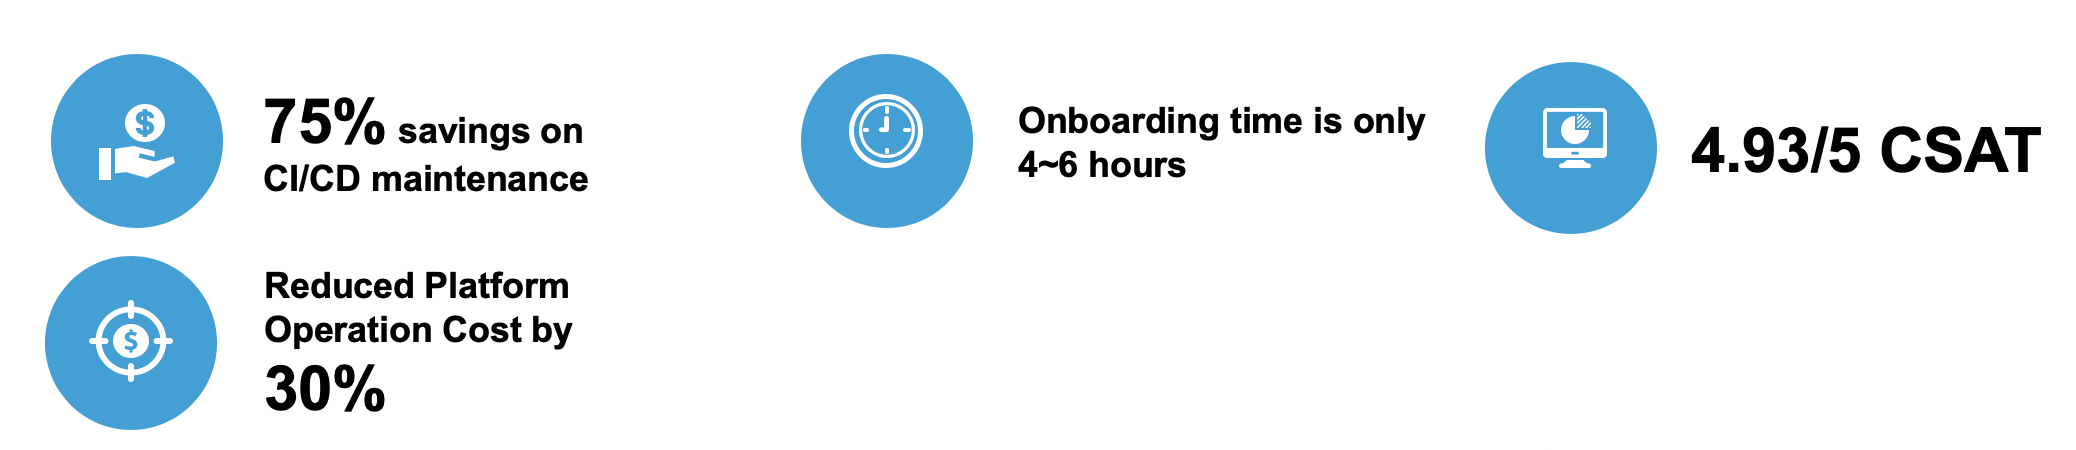 75% savings on
CI/CD maintenance
Onboarding time is only
4~6 hours
4.93/5 CSAT
Reduced Platform
Operation Cost by
30%